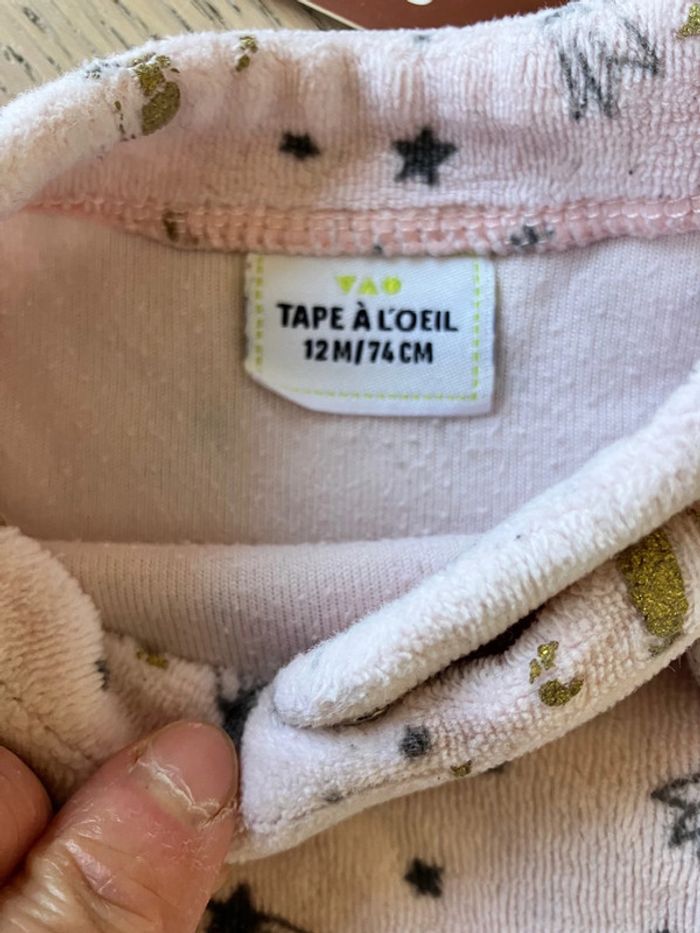 TAO
TAPE À L'OEIL
12M/74CM